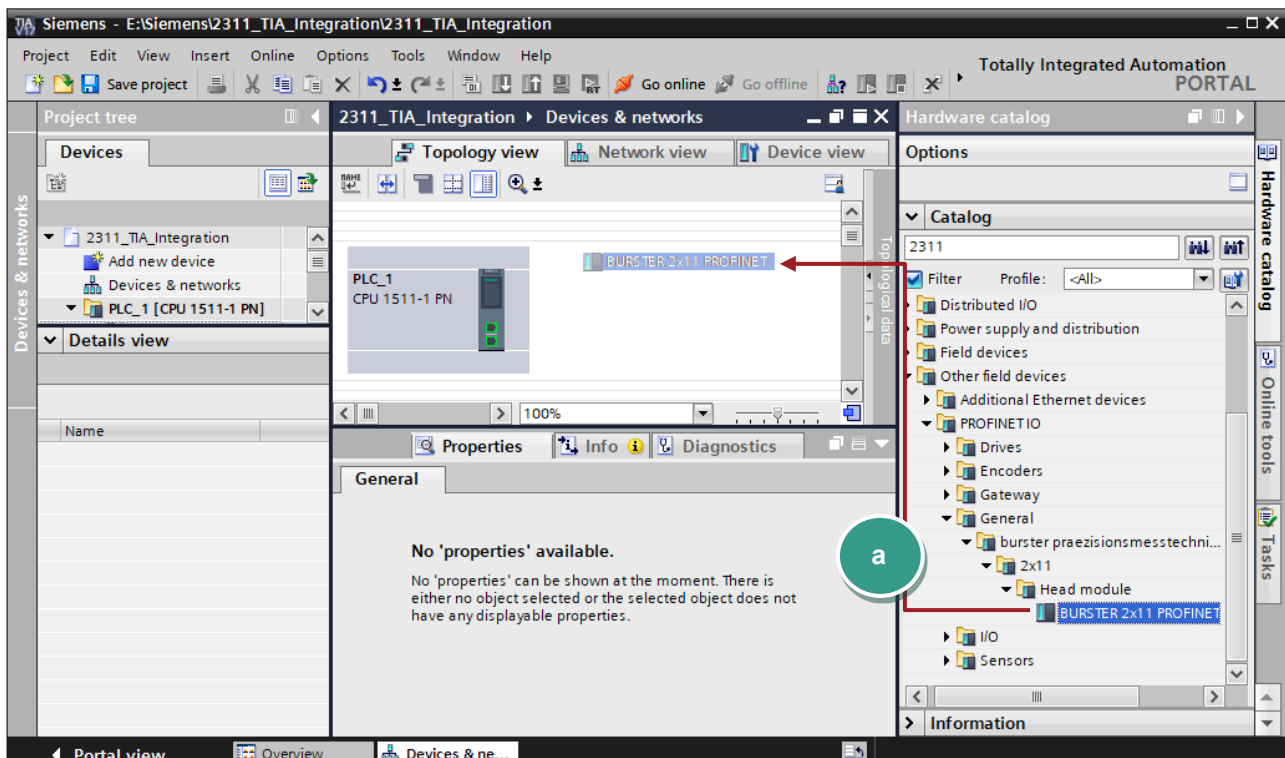 Siemens - E:\Siemens\2311_TIA_Integration\2311_TIA_Integration
Project Edit View Insert Online Options Tools Window Help
Totally Integrated Automation
PORTAL
Save project
Go online
Go offline
Project tree
Devices
Devices & networks
2311_TIA_Integration
Add new device
Devices & networks
PLC_1 [CPU 1511-1 PN]
Details view
Name
2311_TIA_Integration Devices & networks
Topology view Network view Device view
PLC_1
CPU 1511-1 PN
BURSTER 2x11 PROFINET
Topological data
100%
Properties Info Diagnostics
General
No 'properties' available.
No 'properties' can be shown at the moment. There is
either no object selected or the selected object does not
have any displayable properties.
Hardware catalog
Options
Catalog
2311
Filter Profile: <All>
Distributed I/O
Power supply and distribution
Field devices
Other field devices
Additional Ethernet devices
PROFINET IO
Drives
Encoders
Gateway
General
burster praezisionsmesstechni...
2x11
Head module
BURSTER 2x11 PROFINET
I/O
Sensors
Information
a
Hardware catalog
Online tools
Tasks
Portal view
Overview
Devices & ne...